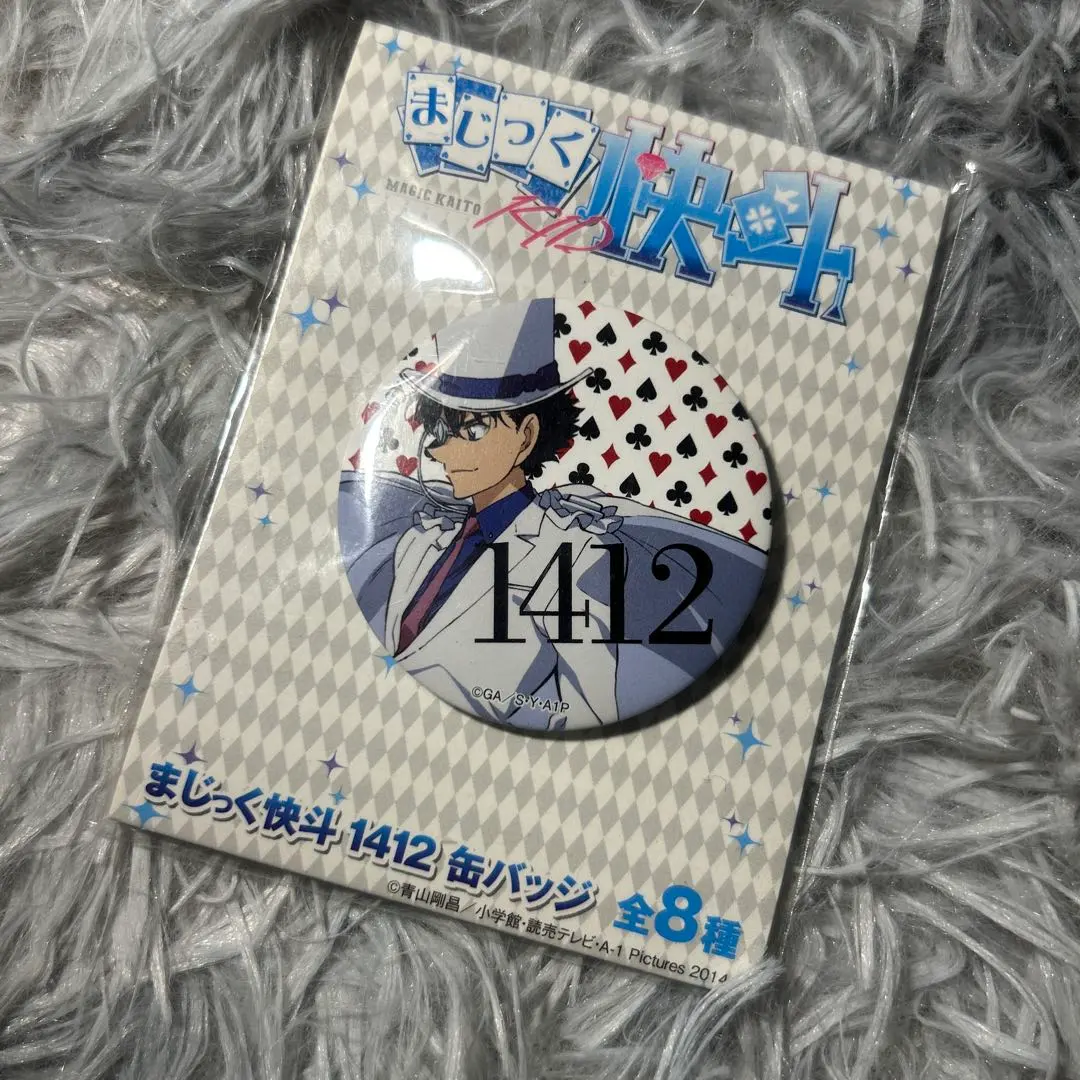 まじっく
快斗
MAGIC KAITO
KID
1412
©GA/S・Y・A1P
まじっく快斗 1412 缶バッジ
全8種
©青山剛昌/小学館・読売テレビ・A-1 Pictures 2014